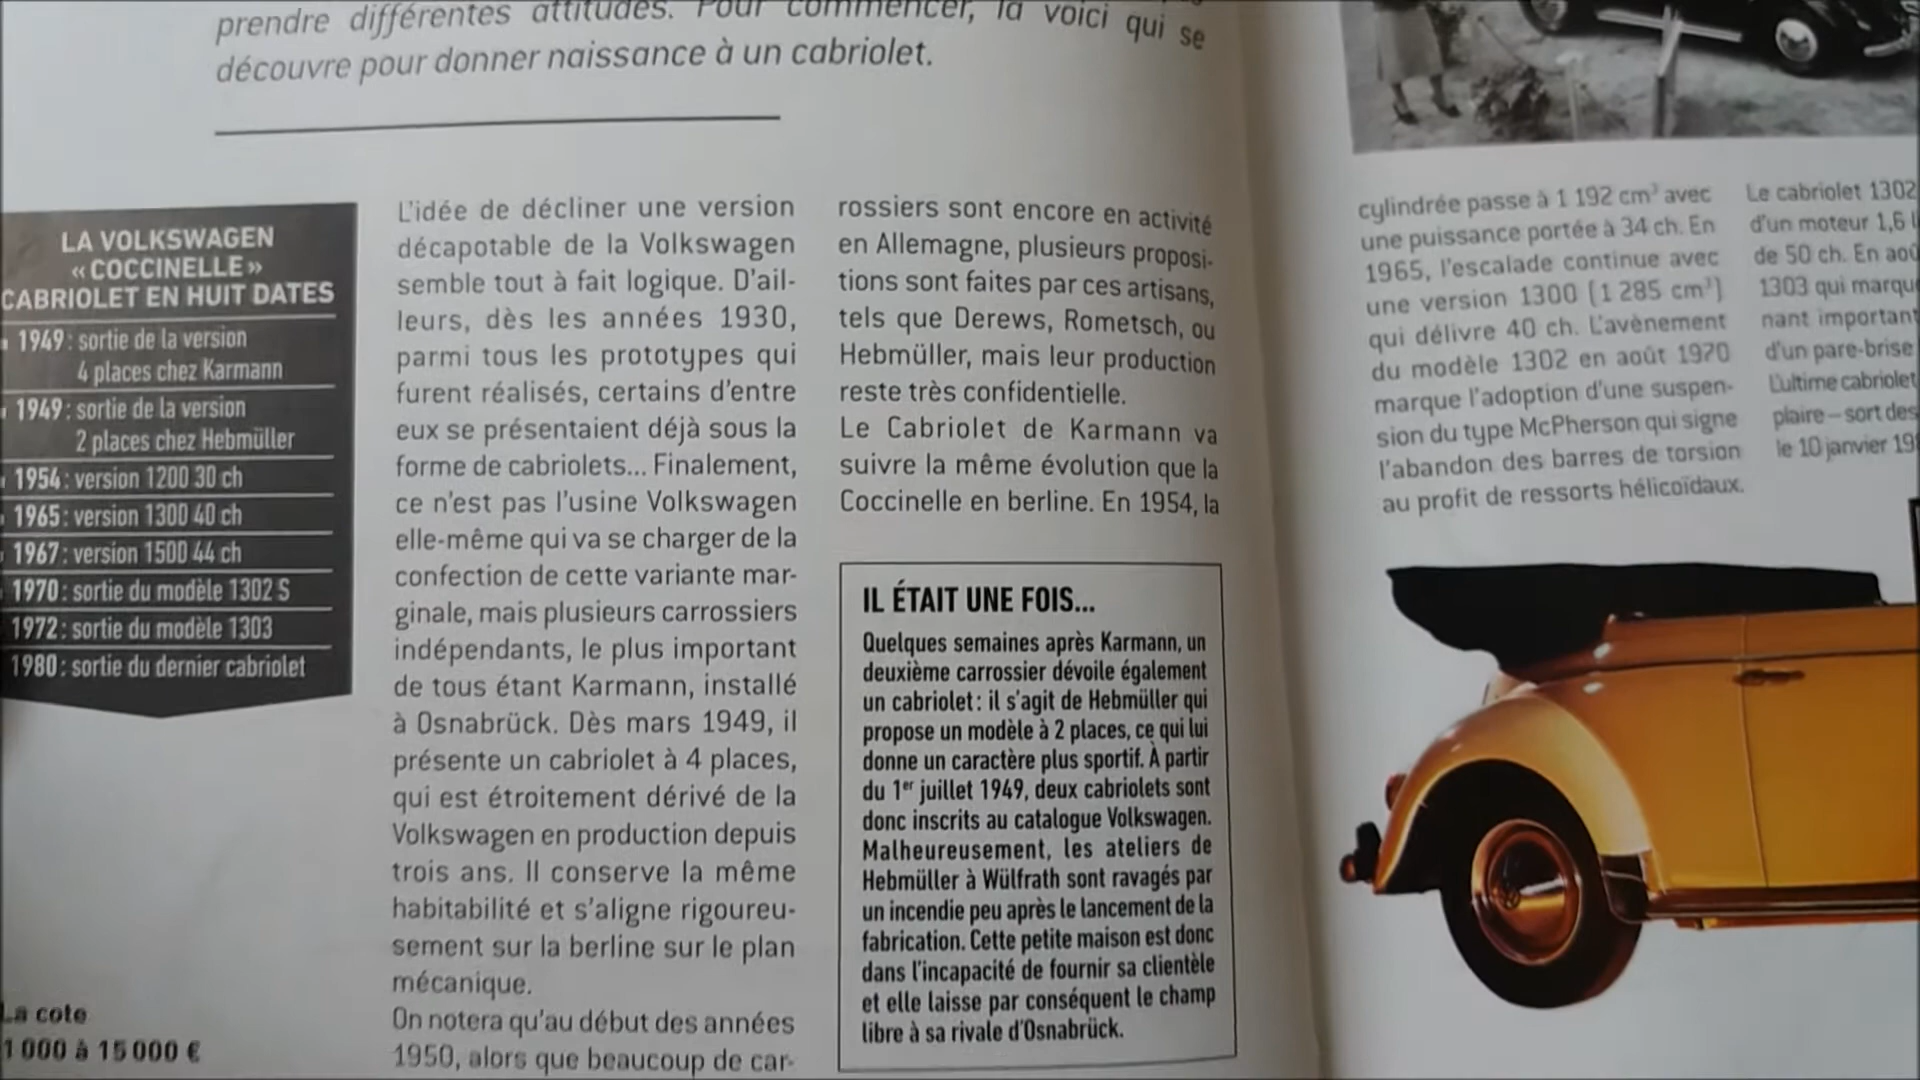 prendre différentes attitudes. Pour commencer, la voici qui se
découvre pour donner naissance à un cabriolet.
LA VOLKSWAGEN
« COCCINELLE »
CABRIOLET EN HUIT DATES
1949 : sortie de la version
4 places chez Karmann
1949 : sortie de la version
2 places chez Hebmüller
1954 : version 1200 30 ch
1965 : version 1300 40 ch
1967 : version 1500 44 ch
1970 : sortie du modèle 1302 S
1972 : sortie du modèle 1303
1980 : sortie du dernier cabriolet
La cote
1 000 à 15 000 €
L'idée de décliner une version
décapotable de la Volkswagen
semble tout à fait logique. D'ail-
leurs, dès les années 1930,
parmi tous les prototypes qui
furent réalisés, certains d'entre
eux se présentaient déjà sous la
forme de cabriolets... Finalement,
ce n'est pas l'usine Volkswagen
elle-même qui va se charger de la
confection de cette variante mar-
ginale, mais plusieurs carrossiers
indépendants, le plus important
de tous étant Karmann, installé
à Osnabrück. Dès mars 1949, il
présente un cabriolet à 4 places,
qui est étroitement dérivé de la
Volkswagen en production depuis
trois ans. Il conserve la même
habitabilité et s'aligne rigoureu-
sement sur la berline sur le plan
mécanique.
On notera qu'au début des années
1950, alors que beaucoup de car-
rossiers sont encore en activité
en Allemagne, plusieurs proposi-
tions sont faites par ces artisans,
tels que Derews, Rometsch, ou
Hebmüller, mais leur production
reste très confidentielle.
Le Cabriolet de Karmann va
suivre la même évolution que la
Coccinelle en berline. En 1954, la
IL ÉTAIT UNE FOIS...
Quelques semaines après Karmann, un
deuxième carrossier dévoile également
un cabriolet : il s'agit de Hebmüller qui
propose un modèle à 2 places, ce qui lui
donne un caractère plus sportif. À partir
du 1er juillet 1949, deux cabriolets sont
donc inscrits au catalogue Volkswagen.
Malheureusement, les ateliers de
Hebmüller à Wülfrath sont ravagés par
un incendie peu après le lancement de la
fabrication. Cette petite maison est donc
dans l'incapacité de fournir sa clientèle
et elle laisse par conséquent le champ
libre à sa rivale d'Osnabrück.
cylindrée passe à 1 192 cm³ avec
une puissance portée à 34 ch. En
1965, l'escalade continue avec
une version 1300 (1 285 cm³)
qui délivre 40 ch. L'avènement
du modèle 1302 en août 1970
marque l'adoption d'une suspen-
sion du type McPherson qui signe
l'abandon des barres de torsion
au profit de ressorts hélicoïdaux.
Le cabriolet 1302
d'un moteur 1,6 l
de 50 ch. En aoû
1303 qui marqu
nant important
d'un pare-brise
L'ultime cabriolet
plaire – sort des
le 10 janvier 19